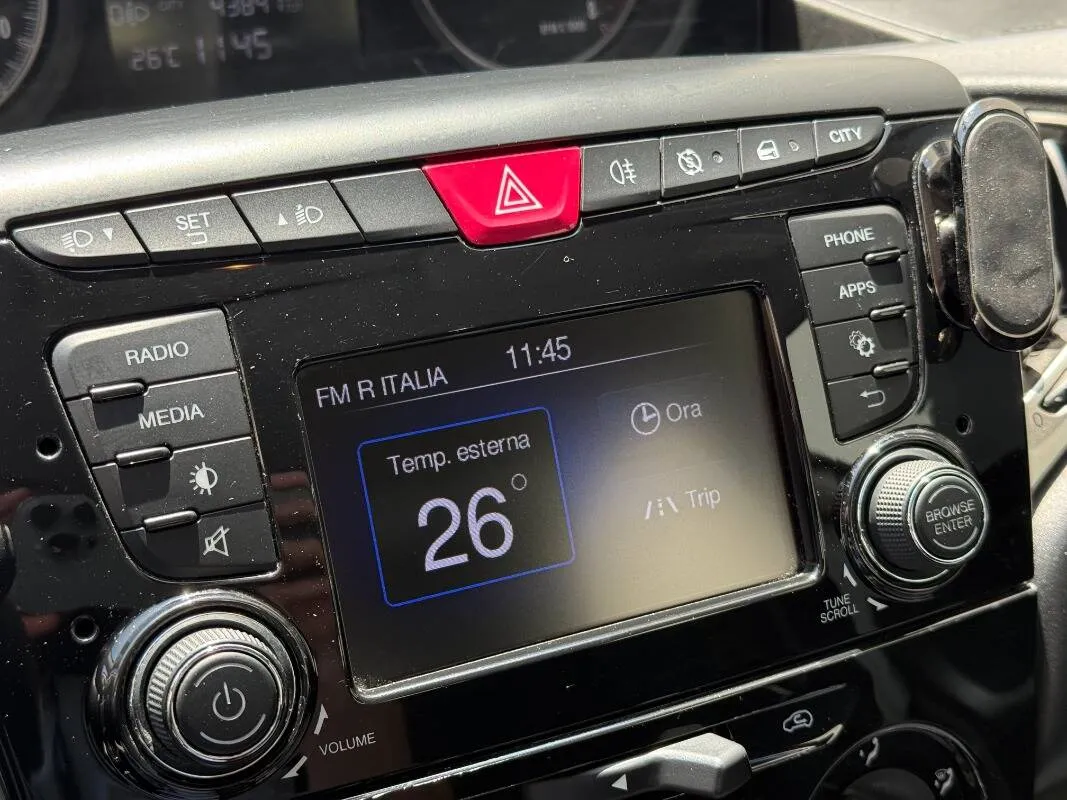 26C 11:45
CITY
SET
PHONE
RADIO
APPS
MEDIA
11:45
FM R ITALIA
Ora
Temp. esterna
26°
Trip
BROWSE
ENTER
TUNE
SCROLL
VOLUME